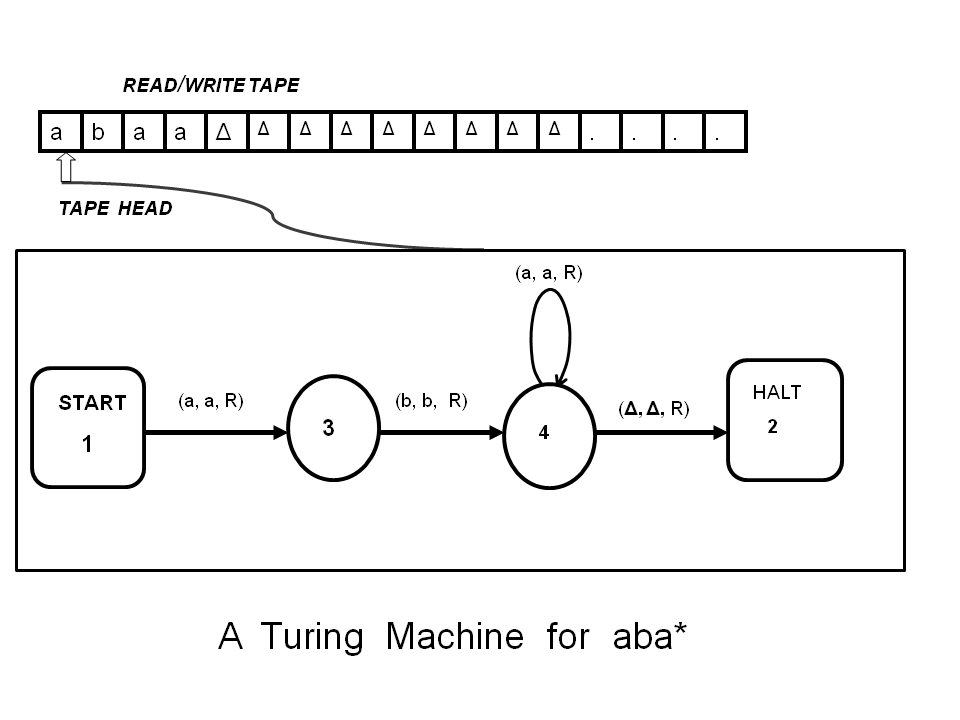 READ/WRITE TAPE
a b a a Δ Δ Δ Δ Δ Δ Δ Δ Δ . . . .
TAPE HEAD
(a, a, R)
START
1
(a, a, R)
3
(b, b, R)
4
(Δ, Δ, R)
HALT
2
A Turing Machine for aba*